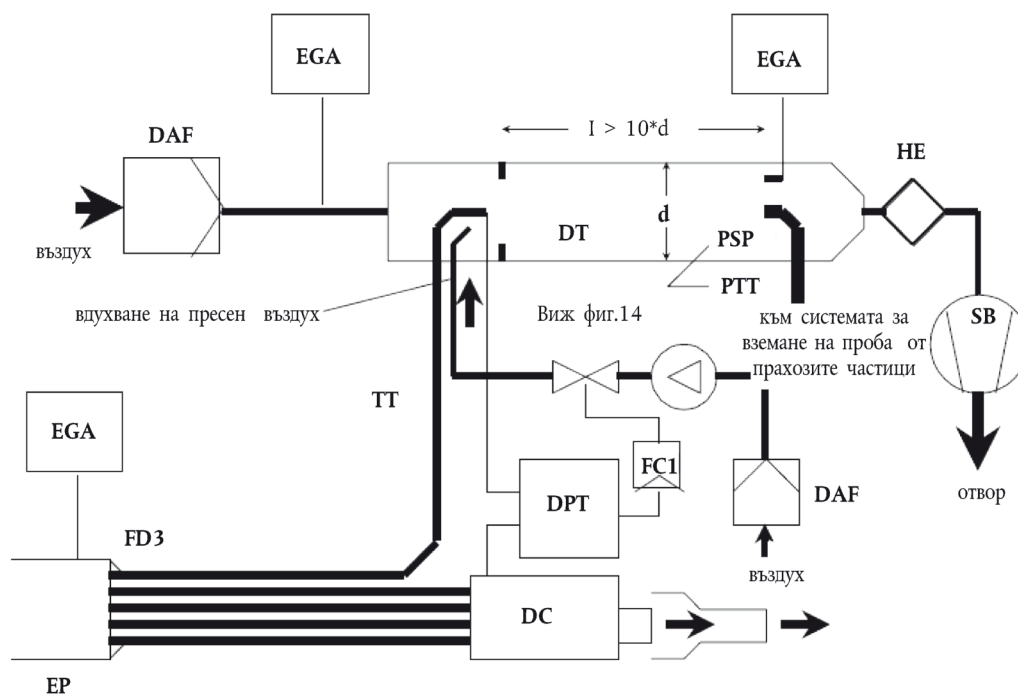 EGA
EGA
DAF
l > 10*d
HE
въздух
DT
d
PSP
PTT
вдухване на пресен въздух
Виж фиг.14
към системата за
вземане на проба от
прахозите частици
SB
TT
EGA
FC1
DAF
отвор
DPT
FD3
въздух
DC
EP